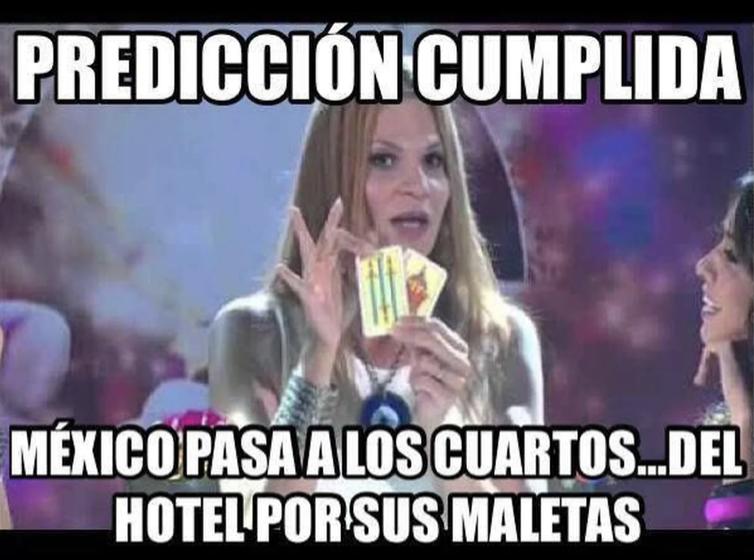 PREDICCIÓN CUMPLIDA
MÉXICO PASA A LOS CUARTOS...DEL
HOTEL POR SUS MALETAS